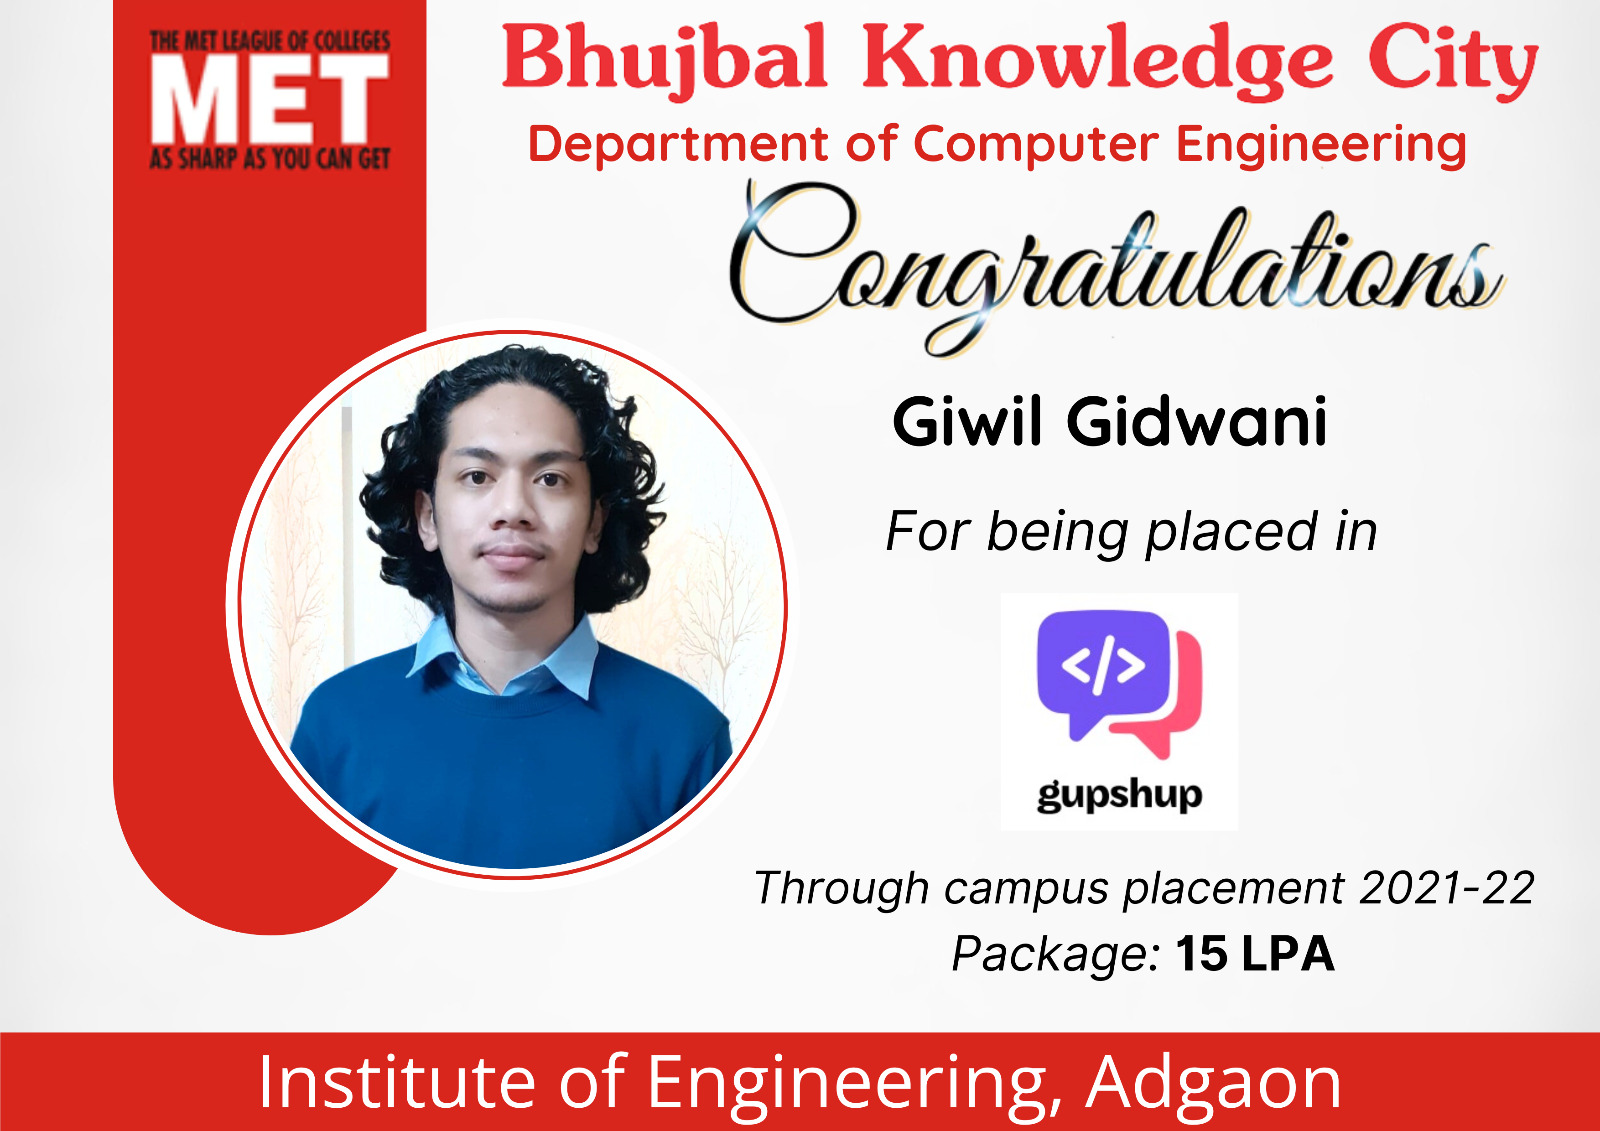 THE MET LEAGUE OF COLLEGES
MET
AS SHARP AS YOU CAN GET
Bhujbal Knowledge City
Department of Computer Engineering
Congratulations
Giwil Gidwani
For being placed in
</>
gupshup
Through campus placement 2021-22
Package: 15 LPA
Institute of Engineering, Adgaon